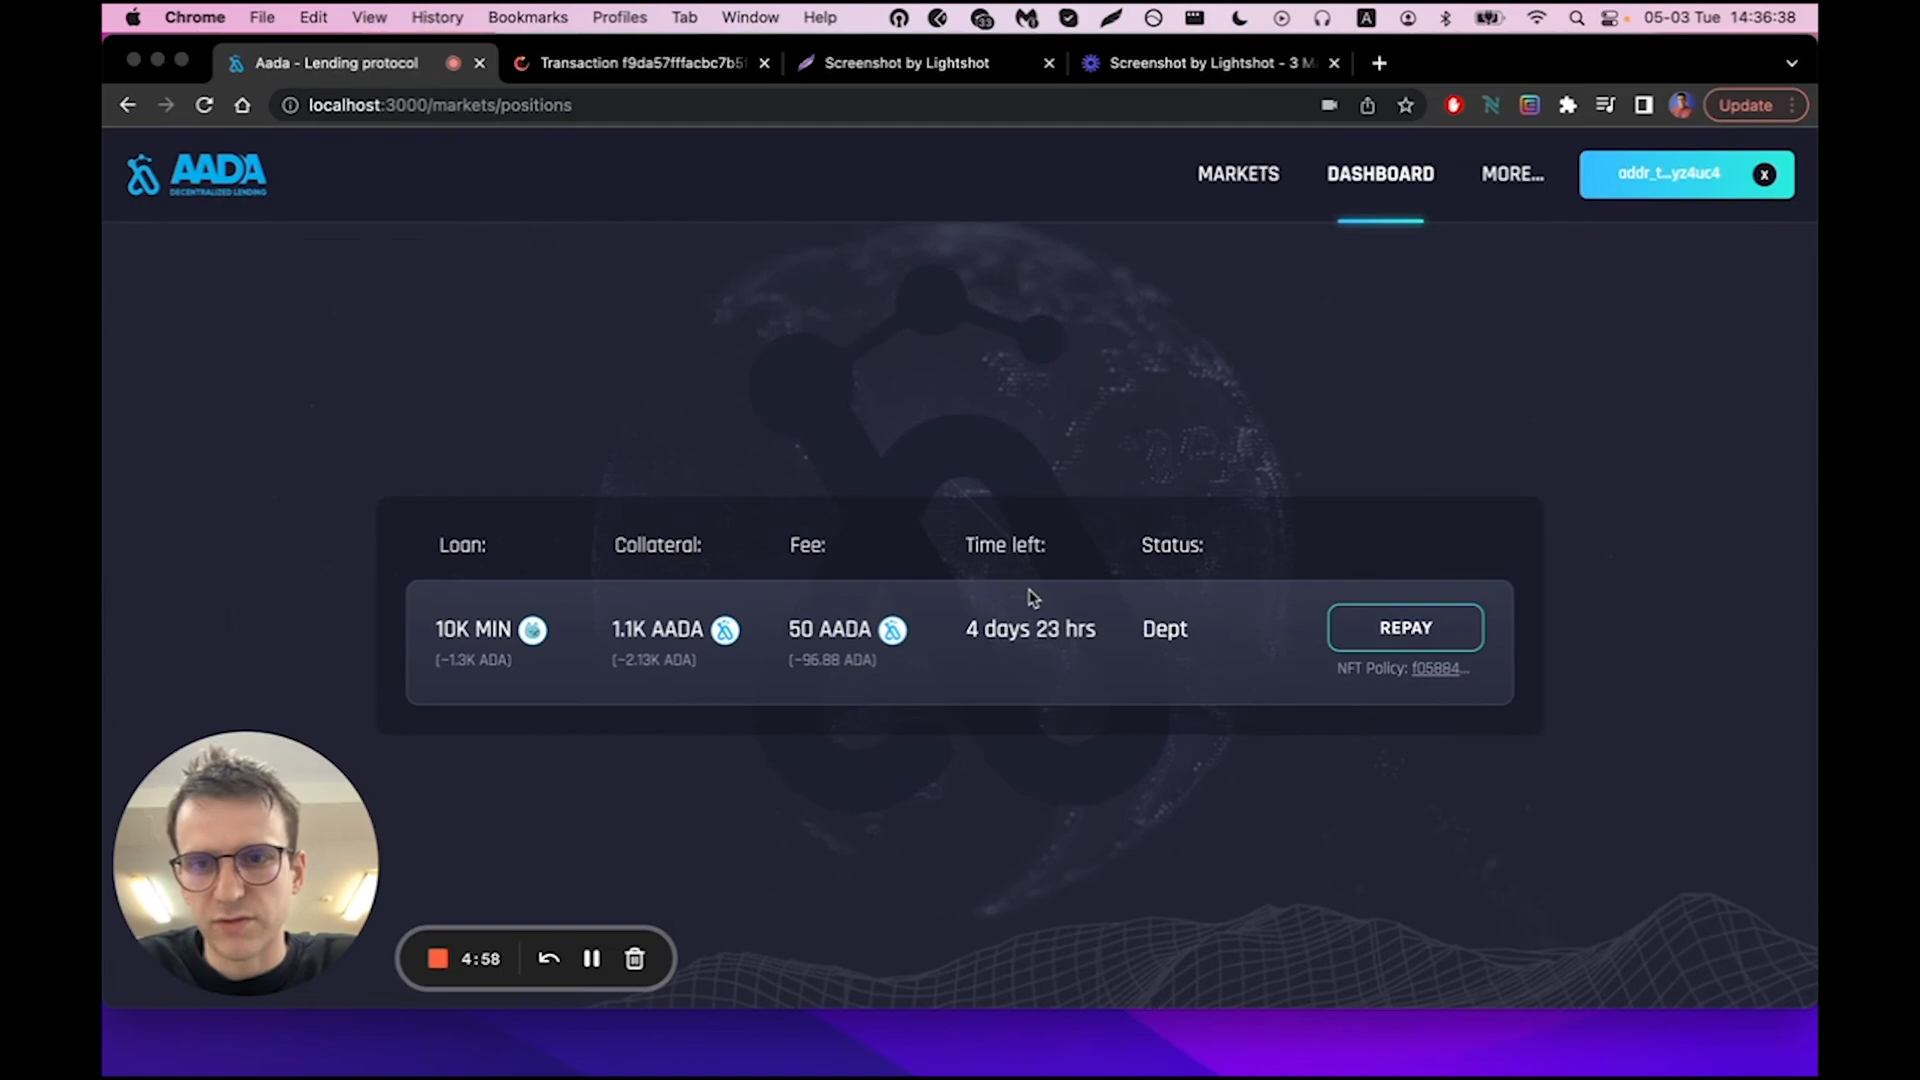 Chrome File Edit View History Bookmarks Profiles Tab Window Help 33 A 05-03 Tue 14:36:38
Aada - Lending protocol Transaction f9da57fffacbc7b5 Screenshot by Lightshot Screenshot by Lightshot - 3 M
localhost:3000/markets/positions Update
AADA
DECENTRALIZED LENDING
MARKETS DASHBOARD MORE... addr_t...yz4uc4 X
Loan: Collateral: Fee: Time left: Status:
10K MIN 1.1K AADA 50 AADA 4 days 23 hrs Dept REPAY
(~1.3K ADA) (~2.13K ADA) (~96.88 ADA) NFT Policy: f05884...
4:58